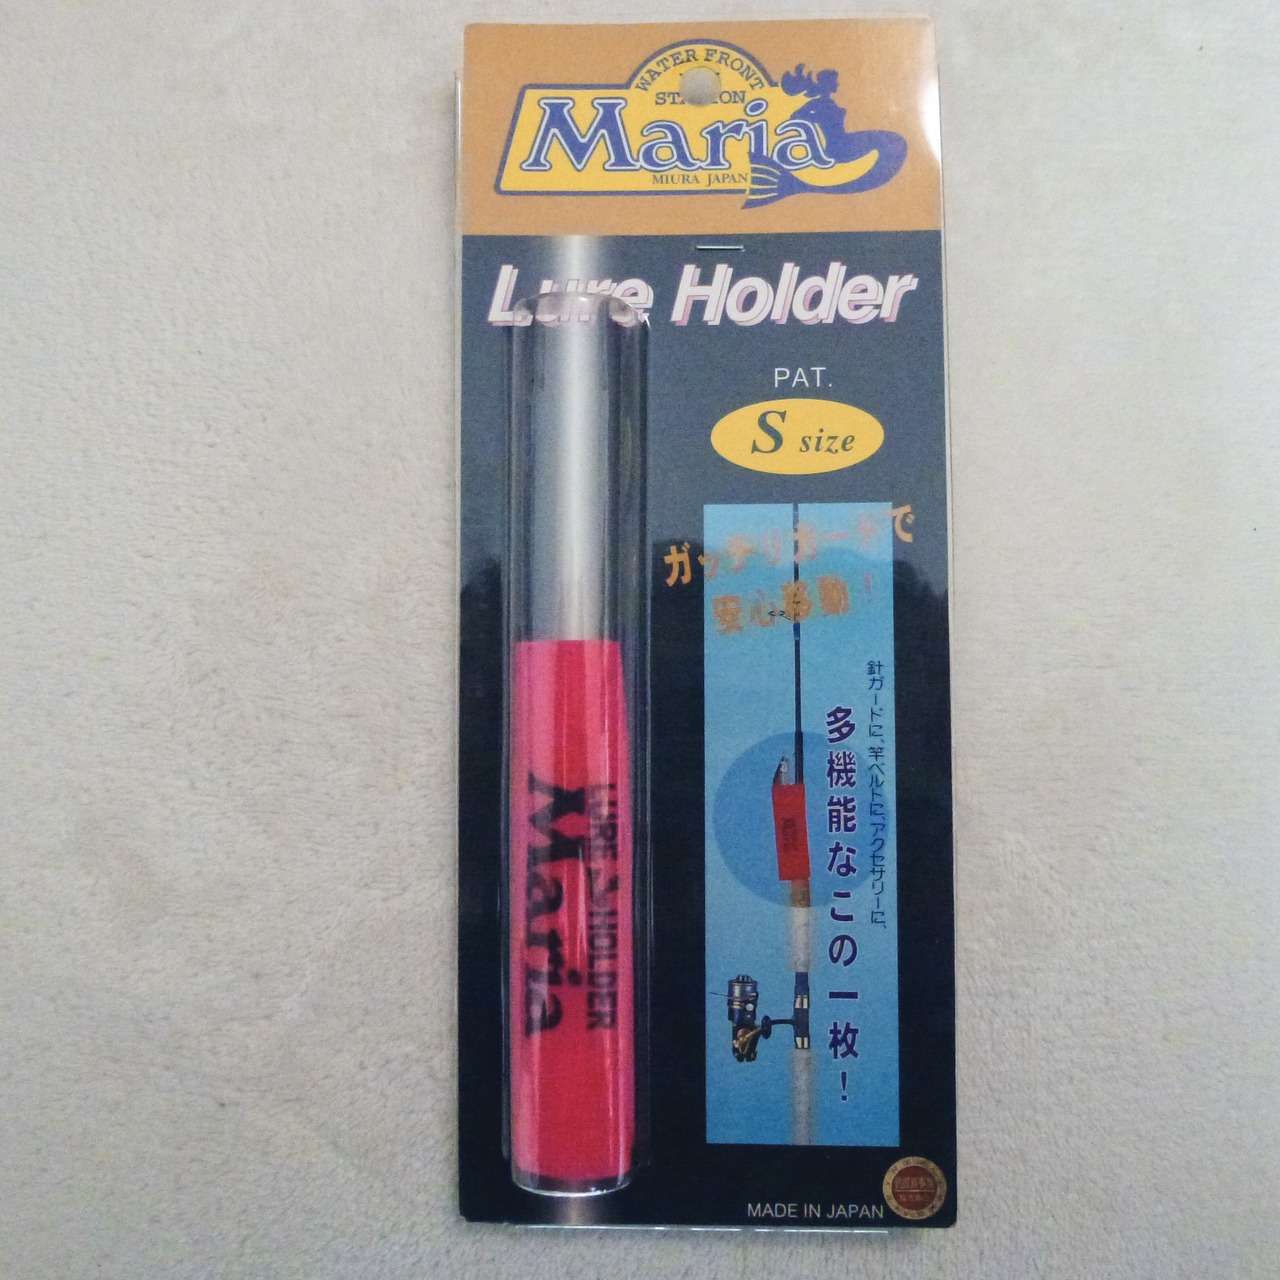 WATER FRONT
STATION
Maria
MIURA JAPAN
Lure Holder
PAT.
S size
ガッチリガードで
安心移動!
針ガードに、竿ベルトに、アクセサリーに、
多機能なこの一枚!
LURE HOLDER
Maria
MADE IN JAPAN